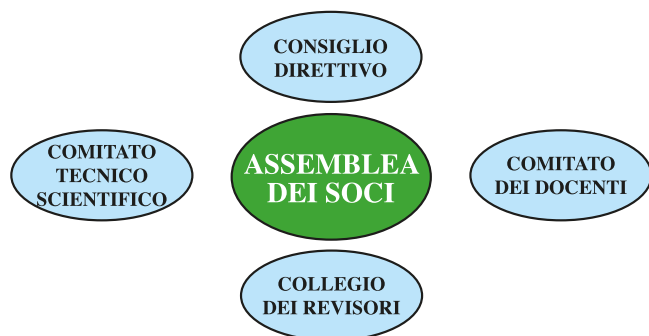 CONSIGLIO
DIRETTIVO
COMITATO
TECNICO
SCIENTIFICO
ASSEMBLEA
DEI SOCI
COMITATO
DEI DOCENTI
COLLEGIO
DEI REVISORI